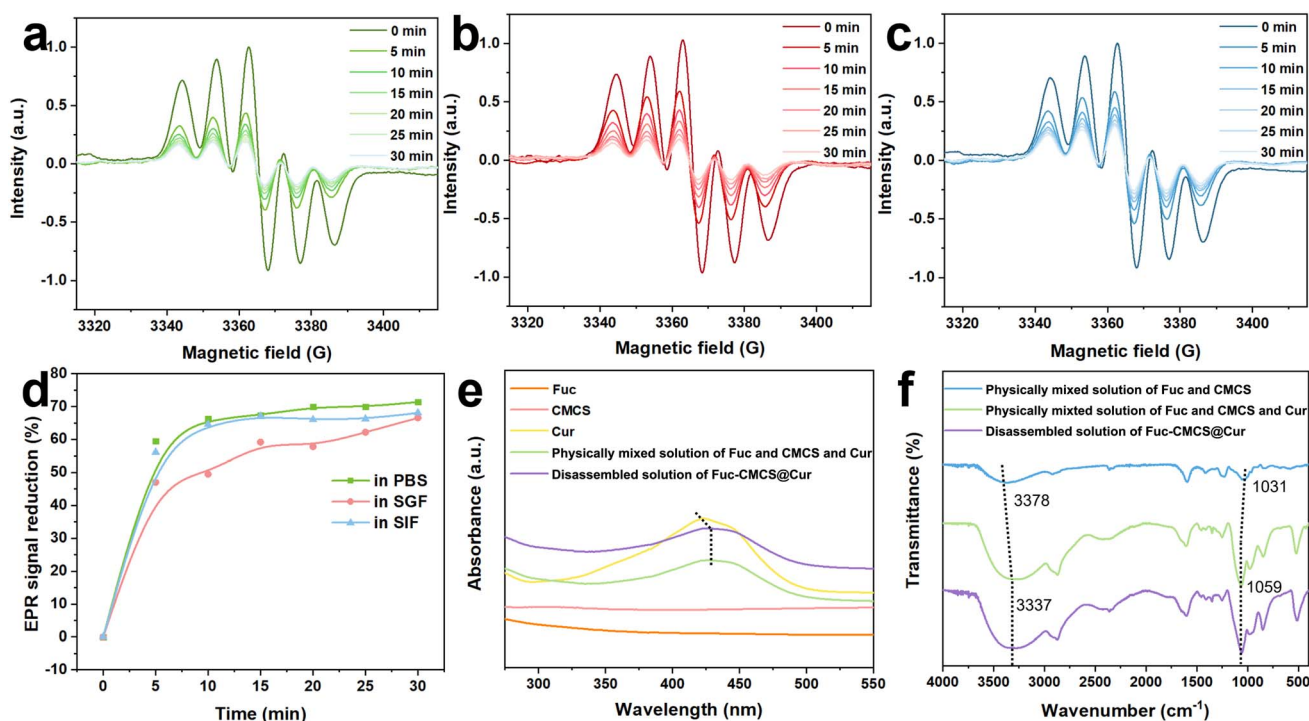 a
1.0
0.5
0.0
-0.5
-1.0
Intensity (a.u.)
0 min
5 min
10 min
15 min
20 min
25 min
30 min
3320 3340 3360 3380 3400
Magnetic field (G)
b
1.0
0.5
0.0
-0.5
-1.0
Intensity (a.u.)
0 min
5 min
10 min
15 min
20 min
25 min
30 min
3320 3340 3360 3380 3400
Magnetic field (G)
c
1.0
0.5
0.0
-0.5
-1.0
Intensity (a.u.)
0 min
5 min
10 min
15 min
20 min
25 min
30 min
3320 3340 3360 3380 3400
Magnetic field (G)
d
80
70
60
50
40
30
20
10
0
-10
EPR signal reduction (%)
in PBS
in SGF
in SIF
0 5 10 15 20 25 30
Time (min)
e
Absorbance (a.u.)
Fuc
CMCS
Cur
Physically mixted solution of Fuc and CMCS and Cur
Disassembled solution of Fuc-CMCS@Cur
300 350 400 450 500 550
Wavelength (nm)
f
Transmittance (%)
Physically mixed solution of Fuc and CMCS
Physically mixted solution of Fuc and CMCS and Cur
Disassembled solution of Fuc-CMCS@Cur
3378
1031
3337
1059
4000 3500 3000 2500 2000 1500 1000 500
Wavenumber (cm⁻¹)